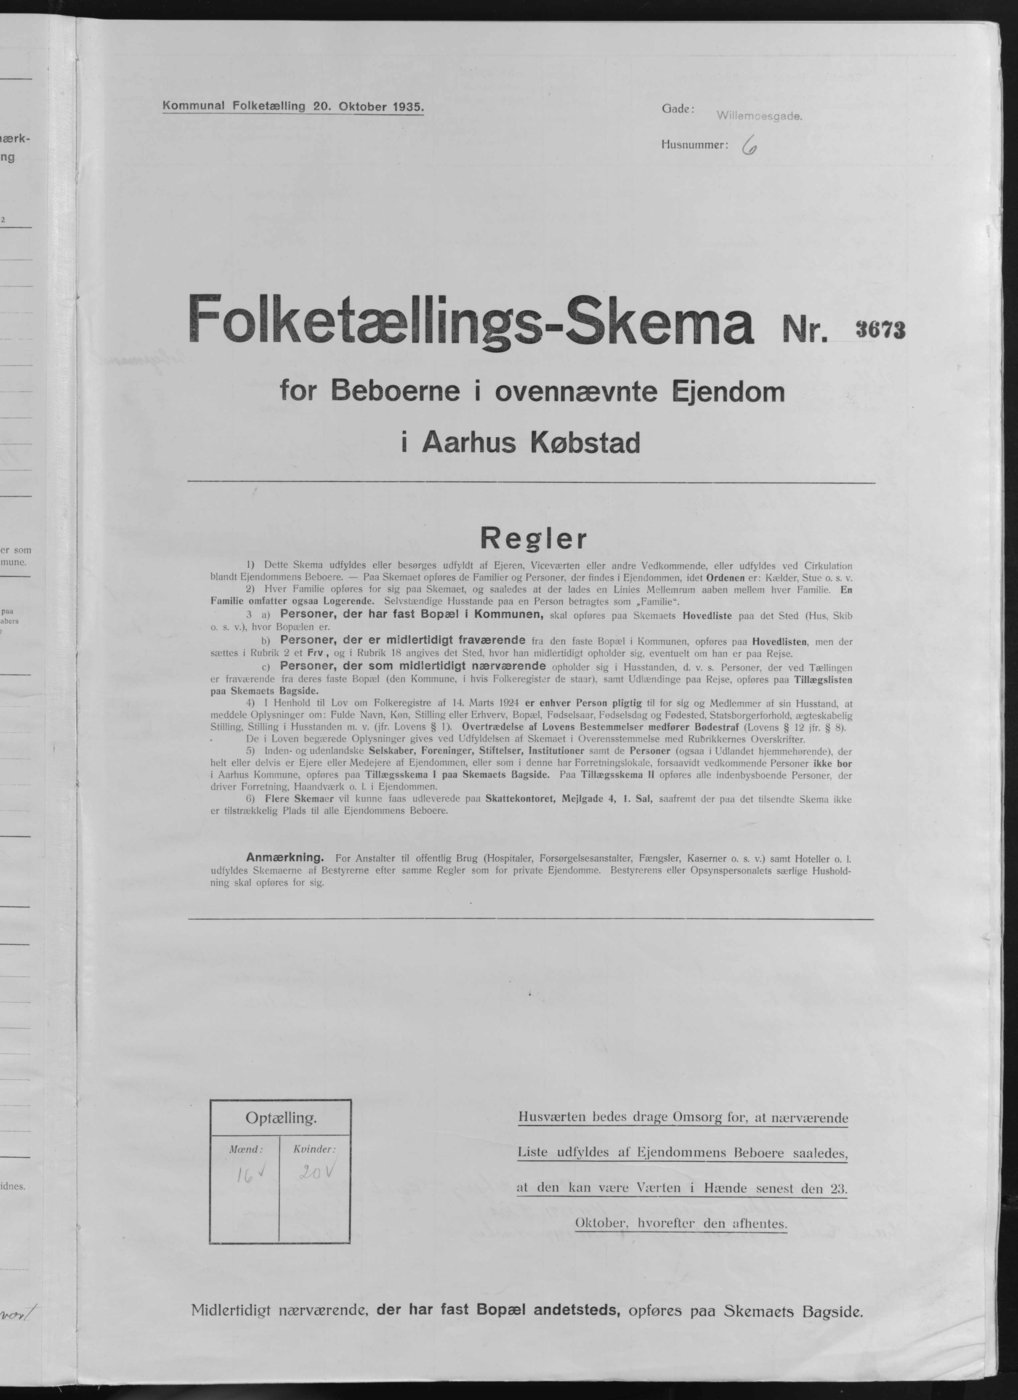 Kommunal Folketælling 20. Oktober 1935.
Gade: Willemoesgade.
Husnummer: 6
Folketællings-Skema Nr. 3673
for Beboerne i ovennævnte Ejendom
i Aarhus Købstad
Regler
1) Dette Skema udfyldes eller besørges udfyldt af Ejeren, Viceværten eller andre Vedkommende, eller udfyldes ved Cirkulation
blandt Ejendommens Beboere. — Paa Skemaet opføres de Familier og Personer, der findes i Ejendommen, idet Ordenen er: Kælder, Stue o. s. v.
2) Hver Familie opføres for sig paa Skemaet, og saaledes at der lades en Linies Mellemrum aaben mellem hver Familie. En
Familie omfatter ogsaa Logerende. Selvstændige Husstande paa en Person betragtes som „Familie“.
3 a) Personer, der har fast Bopæl i Kommunen, skal opføres paa Skemaets Hovedliste paa det Sted (Hus, Skib
o. s. v.), hvor Bopælen er.
b) Personer, der er midlertidigt fraværende fra den faste Bopæl i Kommunen, opføres paa Hovedlisten, men der
sættes i Rubrik 2 et Frv., og i Rubrik 18 angives det Sted, hvor han midlertidigt opholder sig, eventuelt om han er paa Rejse.
c) Personer, der som midlertidigt nærværende opholder sig i Husstanden, d. v. s. Personer, der ved Tællingen
er fraværende fra deres faste Bopæl (den Kommune, i hvis Folkeregister de staar), samt Udlændinge paa Rejse, opføres paa Tillægslisten
paa Skemaets Bagside.
4) I Henhold til Lov om Folkeregistre af 14. Marts 1924 er enhver Person pligtig til for sig og Medlemmer af sin Husstand, at
meddele Oplysninger om: Fulde Navn, Køn, Stilling eller Erhverv, Bopæl, Fødselsaar, Fødselsdag og Fødested, Statsborgerforhold, ægteskabelig
Stilling, Stilling i Husstanden m. v. (jfr. Lovens § 1). Overtrædelse af Lovens Bestemmelser medfører Bødestraf (Lovens § 12 jfr. § 8).
De i Loven begærede Oplysninger gives ved Udfyldelsen af Skemaet i Overensstemmelse med Rubrikkernes Overskrifter.
5) Inden- og udenlandske Selskaber, Foreninger, Stiftelser, Institutioner samt de Personer (ogsaa i Udlandet hjemmehørende), der
helt eller delvis er Ejere eller Medejere af Ejendommen, eller som i denne har Forretningslokale, forsaavidt vedkommende Personer ikke bor
i Aarhus Kommune, opføres paa Tillægsskema I paa Skemaets Bagside. Paa Tillægsskema II opføres alle indenbysboende Personer, der
driver Forretning, Haandværk o. l. i Ejendommen.
6) Flere Skemaer vil kunne faas udleverede paa Skattekontoret, Mejlgade 4, 1. Sal, saafremt der paa det tilsendte Skema ikke
er tilstrækkelig Plads til alle Ejendommens Beboere.
Anmærkning. For Anstalter til offentlig Brug (Hospitaler, Forsørgelsesanstalter, Fængsler, Kaserner o. s. v.) samt Hoteller o. l.
udfyldes Skemaerne af Bestyrerne efter samme Regler som for private Ejendomme. Bestyrerens eller Opsynspersonalets særlige Hushold-
ning skal opføres for sig.
Optælling.
Mænd: Kvinder:
16 √ 20 √
Husværten bedes drage Omsorg for, at nærværende
Liste udfyldes af Ejendommens Beboere saaledes,
at den kan være Værten i Hænde senest den 23.
Oktober, hvorefter den afhentes.
Midlertidigt nærværende, der har fast Bopæl andetsteds, opføres paa Skemaets Bagside.